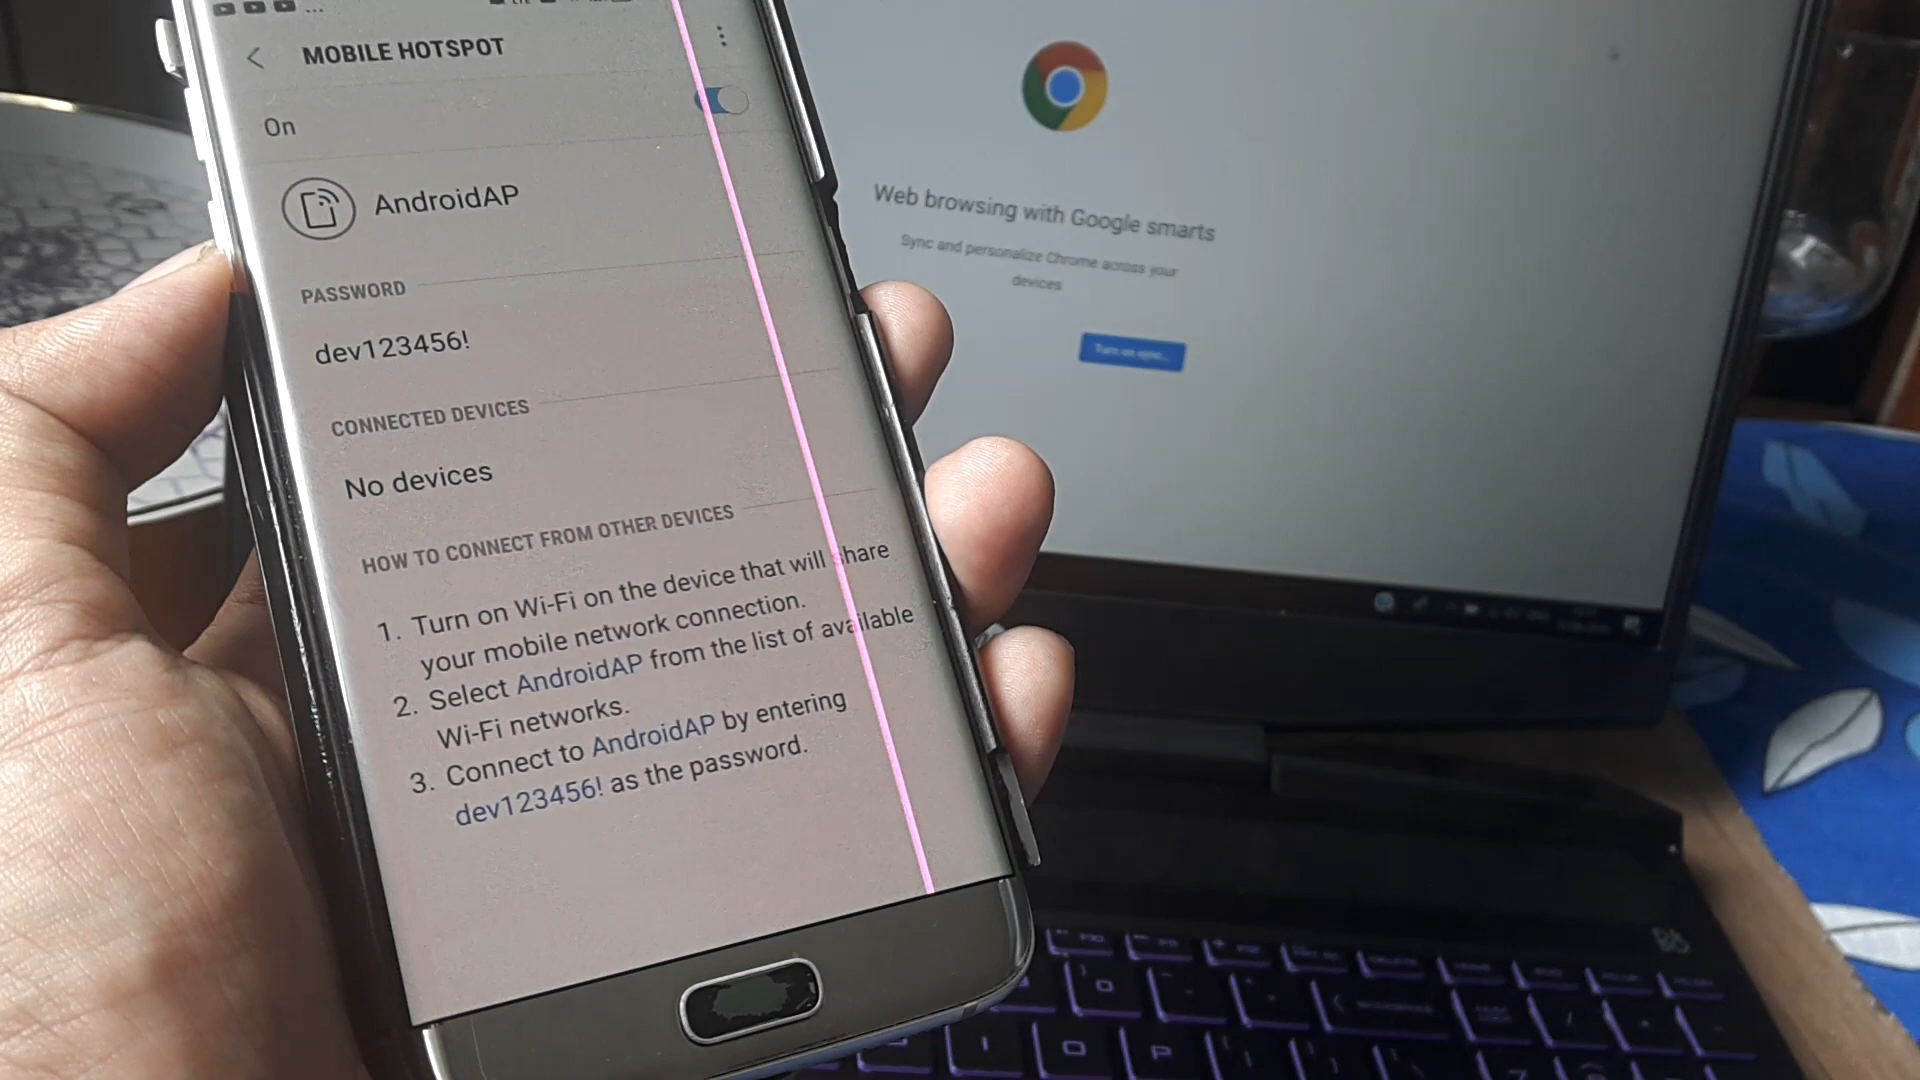 MOBILE HOTSPOT
On
AndroidAP
PASSWORD
dev123456!
CONNECTED DEVICES
No devices
HOW TO CONNECT FROM OTHER DEVICES
1. Turn on Wi-Fi on the device that will share
your mobile network connection.
2. Select AndroidAP from the list of available
Wi-Fi networks.
3. Connect to AndroidAP by entering
dev123456! as the password.
Web browsing with Google smarts
Sync and personalize Chrome across your
devices
Turn on sync...
I O P